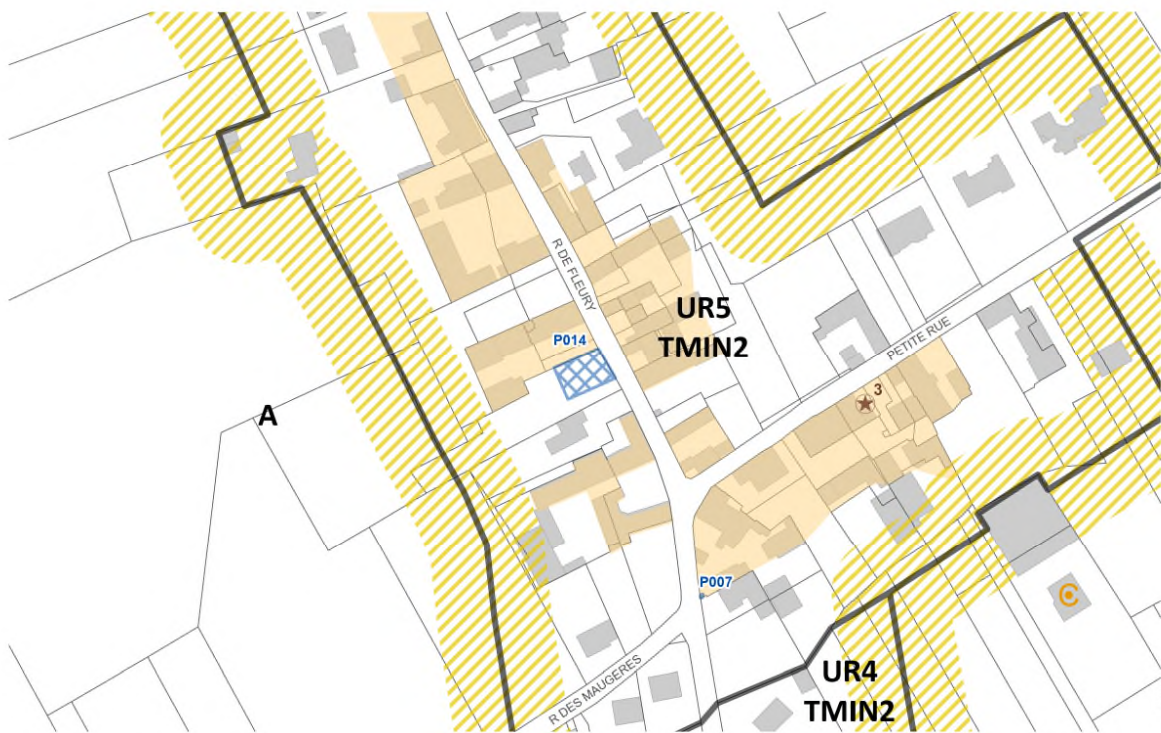 R DE FLEURY
UR5
TMIN2
P014
PETITE RUE
3
A
P007
R DES MAUGERES
UR4
TMIN2
C